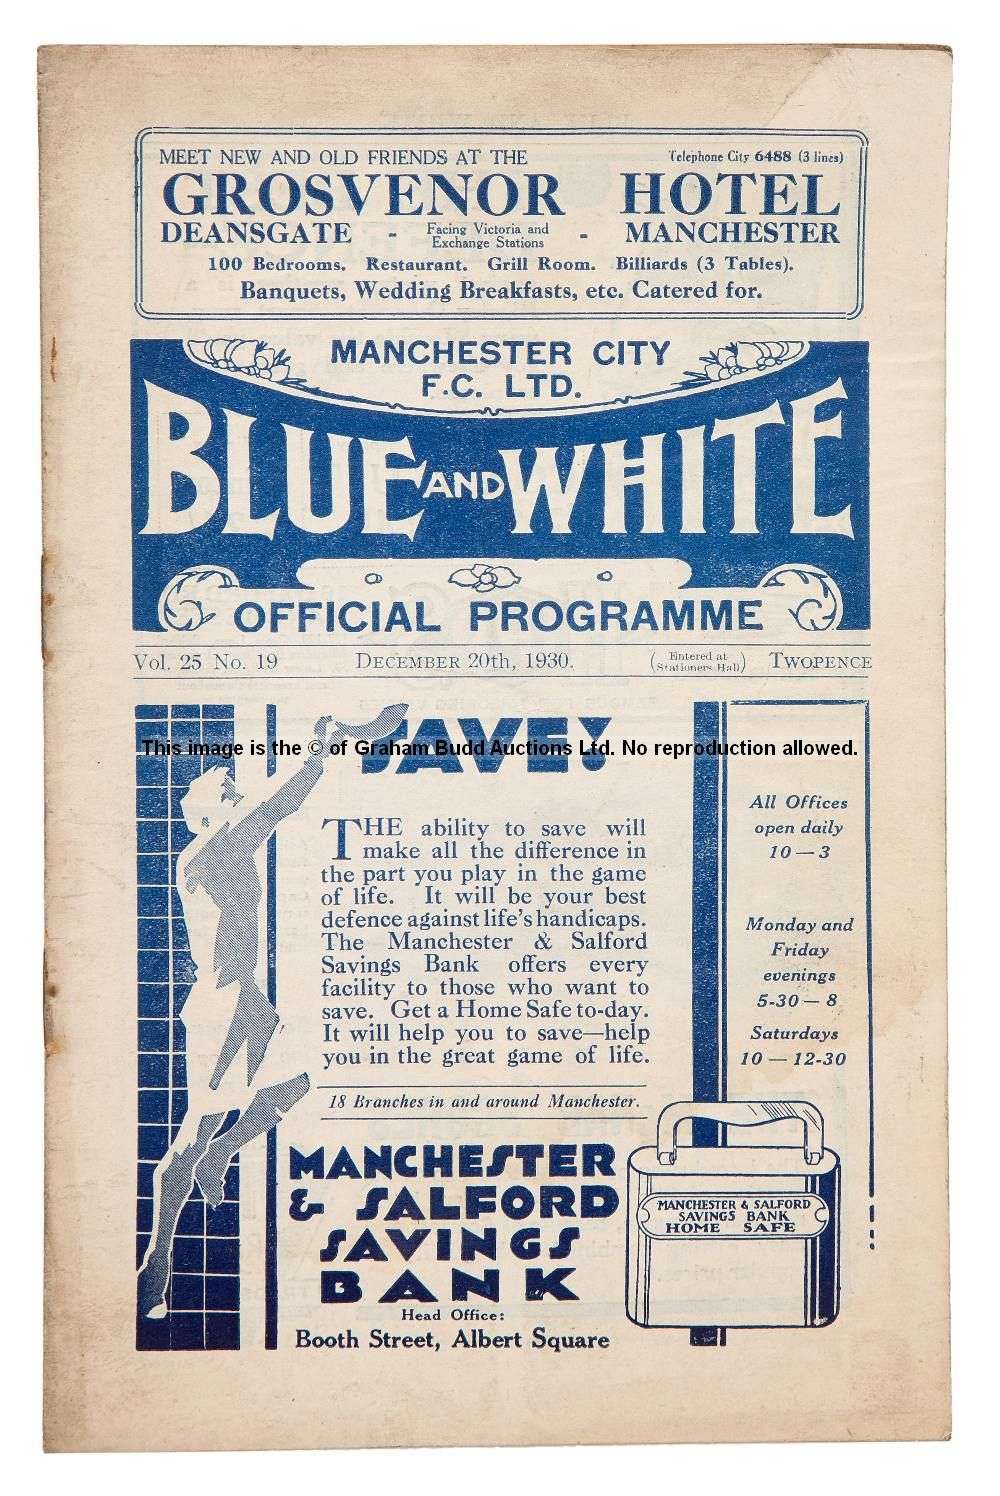 MEET NEW AND OLD FRIENDS AT THE Telephone City 6488 (3 lines)
GROSVENOR HOTEL
DEANSGATE - Facing Victoria and Exchange Stations - MANCHESTER
100 Bedrooms. Restaurant. Grill Room. Billiards (3 Tables).
Banquets, Wedding Breakfasts, etc. Catered for.
MANCHESTER CITY
F.C. LTD.
BLUE AND WHITE
OFFICIAL PROGRAMME
Vol. 25 No. 19 DECEMBER 20th, 1930. (Entered at Stationers Hall) TWOPENCE
SAVE!
This image is the © of Graham Budd Auctions Ltd. No reproduction allowed.
THE ability to save will
make all the difference in
the part you play in the game
of life. It will be your best
defence against life's handicaps.
The Manchester & Salford
Savings Bank offers every
facility to those who want to
save. Get a Home Safe to-day.
It will help you to save—help
you in the great game of life.
18 Branches in and around Manchester.
MANCHESTER
& SALFORD
SAVINGS
BANK
Head Office:
Booth Street, Albert Square
All Offices
open daily
10 — 3
Monday and
Friday
evenings
5-30 — 8
Saturdays
10 — 12-30
MANCHESTER & SALFORD
SAVINGS BANK
HOME SAFE